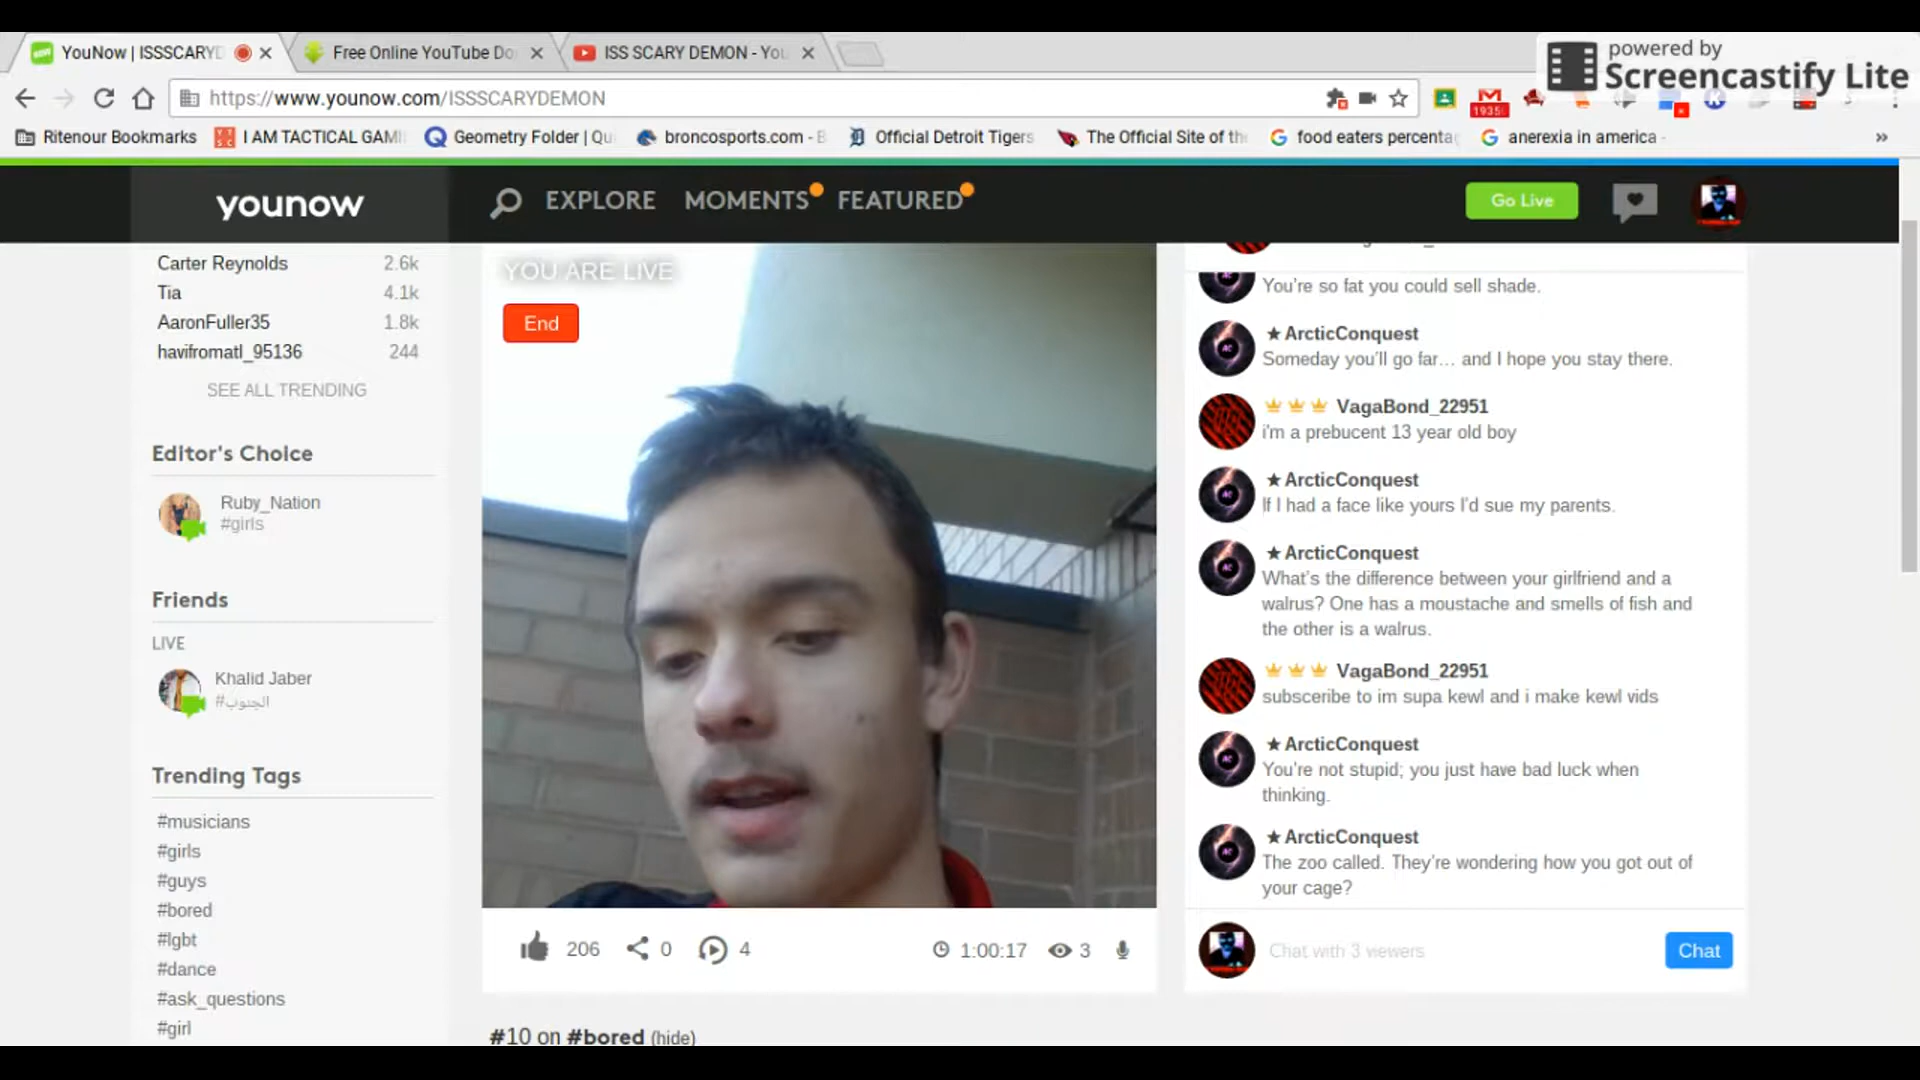 YouNow | ISSSCARYD
Free Online YouTube Do
ISS SCARY DEMON - You
powered by
Screencastify Lite
https://www.younow.com/ISSSCARYDEMON
Ritenour Bookmarks
I AM TACTICAL GAMI
Geometry Folder | Qu
broncosports.com - B
Official Detroit Tigers
The Official Site of th
food eaters percenta
anerexia in america -
»
younow
EXPLORE
MOMENTS
FEATURED
Go Live
Carter Reynolds 2.6k
Tia 4.1k
AaronFuller35 1.8k
havifromatl_95136 244
SEE ALL TRENDING
Editor's Choice
Ruby_Nation
#girls
Friends
LIVE
Khalid Jaber
#الجنوب
Trending Tags
#musicians
#girls
#guys
#bored
#lgbt
#dance
#ask_questions
#girl
YOU ARE LIVE
End
206
0
4
1:00:17
3
#10 on #bored (hide)
You're so fat you could sell shade.
★ ArcticConquest
Someday you'll go far… and I hope you stay there.
VagaBond_22951
i'm a prebucent 13 year old boy
★ ArcticConquest
If I had a face like yours I'd sue my parents.
★ ArcticConquest
What's the difference between your girlfriend and a
walrus? One has a moustache and smells of fish and
the other is a walrus.
VagaBond_22951
subsceribe to im supa kewl and i make kewl vids
★ ArcticConquest
You're not stupid; you just have bad luck when
thinking.
★ ArcticConquest
The zoo called. They're wondering how you got out of
your cage?
Chat with 3 viewers
Chat